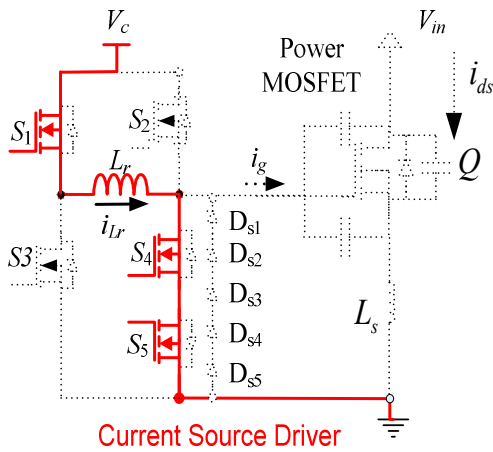 Vc
Vin
Power
MOSFET
ids
S1
S2
Lr
ig
Q
iLr
Ds1
S3
S4
Ds2
Ds3
Ls
S5
Ds4
Ds5
Current Source Driver